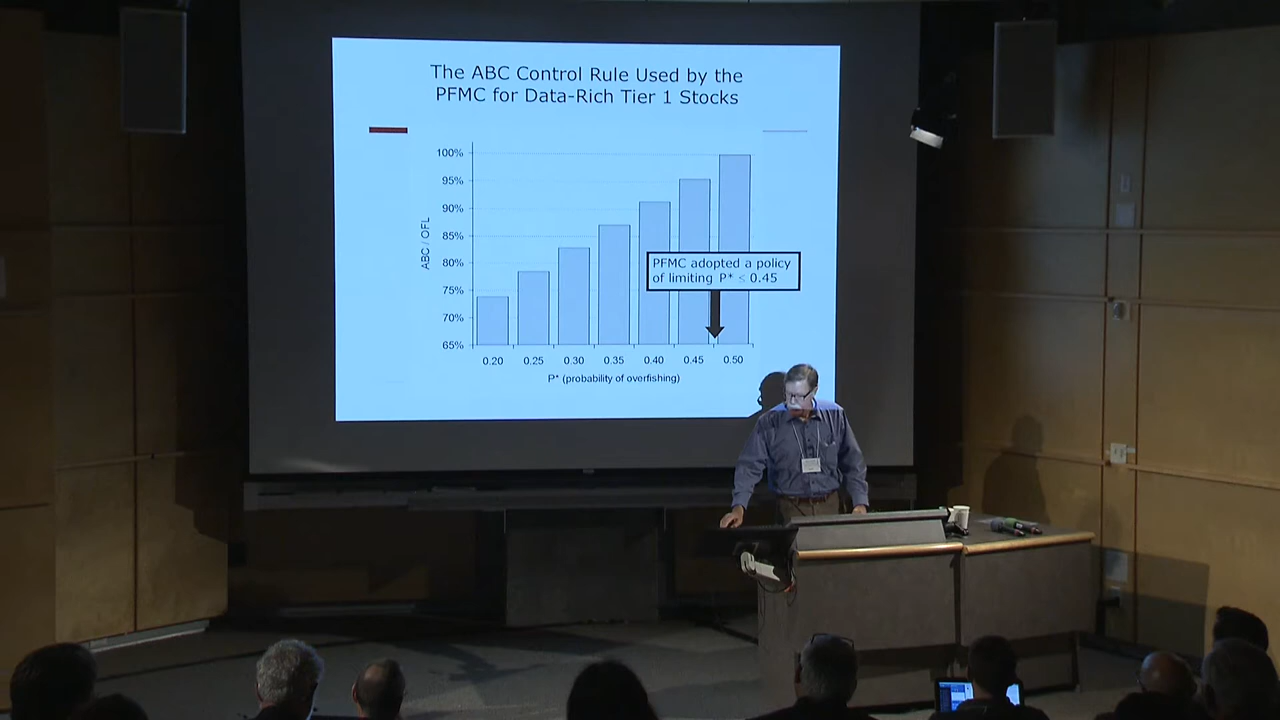 The ABC Control Rule Used by the
PFMC for Data-Rich Tier 1 Stocks
100%
95%
90%
85%
80%
75%
70%
65%
ABC / OFL
PFMC adopted a policy
of limiting P* ≤ 0.45
0.20 0.25 0.30 0.35 0.40 0.45 0.50
P* (probability of overfishing)